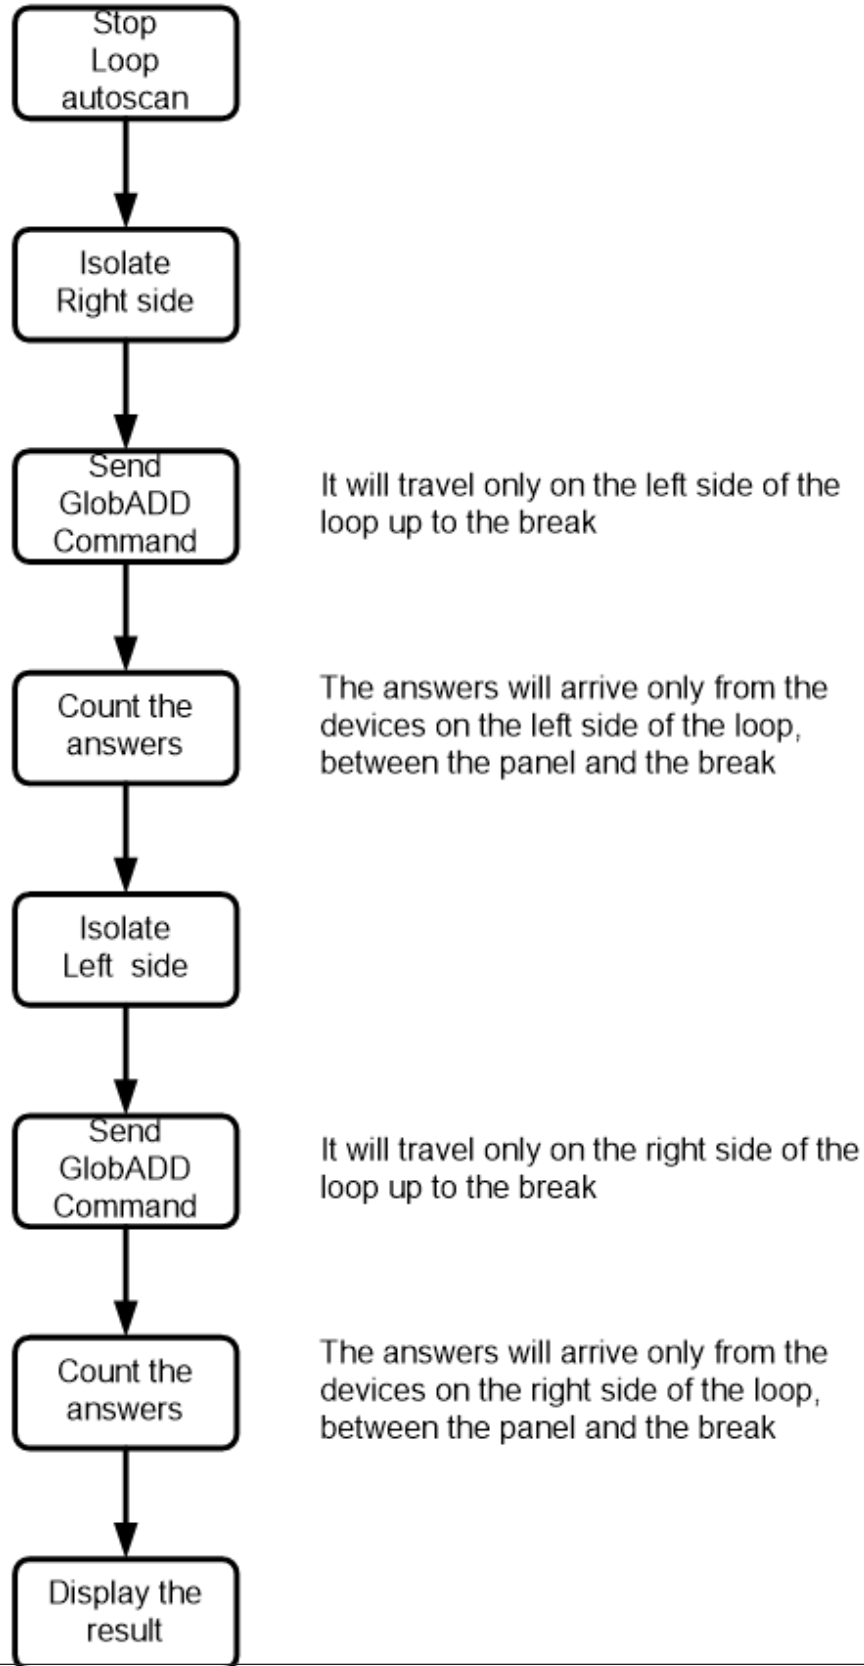 Stop
Loop
autoscan
Isolate
Right side
Send
GlobADD
Command
It will travel only on the left side of the
loop up to the break
Count the
answers
The answers will arrive only from the
devices on the left side of the loop,
between the panel and the break
Isolate
Left side
Send
GlobADD
Command
It will travel only on the right side of the
loop up to the break
Count the
answers
The answers will arrive only from the
devices on the right side of the loop,
between the panel and the break
Display the
result